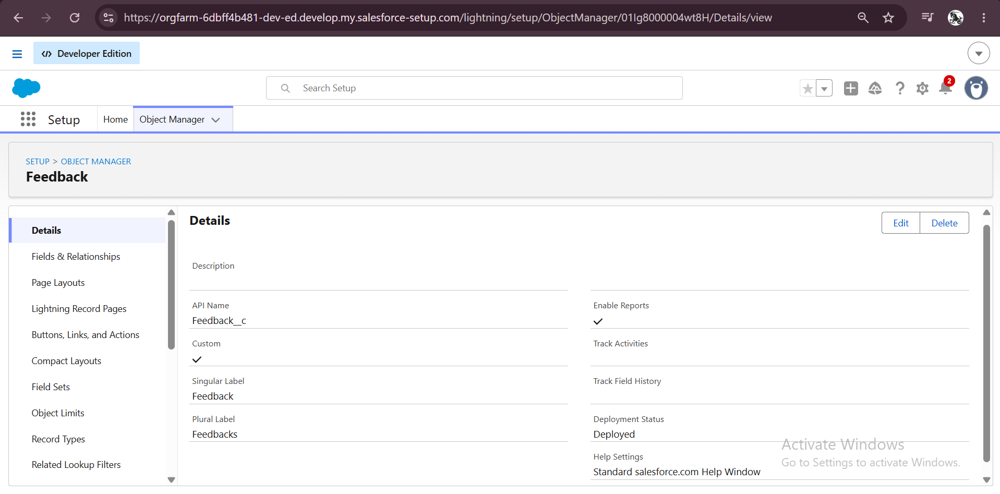 https://orgfarm-6dbff4b481-dev-ed.develop.my.salesforce-setup.com/lightning/setup/ObjectManager/01Ig8000004wt8H/Details/view
Developer Edition
Search Setup
2
Setup
Home
Object Manager
SETUP > OBJECT MANAGER
Feedback
Details
Fields & Relationships
Page Layouts
Lightning Record Pages
Buttons, Links, and Actions
Compact Layouts
Field Sets
Object Limits
Record Types
Related Lookup Filters
Details
Edit
Delete
Description
API Name
Feedback__c
Custom
Singular Label
Feedback
Plural Label
Feedbacks
Enable Reports
Track Activities
Track Field History
Deployment Status
Deployed
Help Settings
Standard salesforce.com Help Window
Activate Windows
Go to Settings to activate Windows.